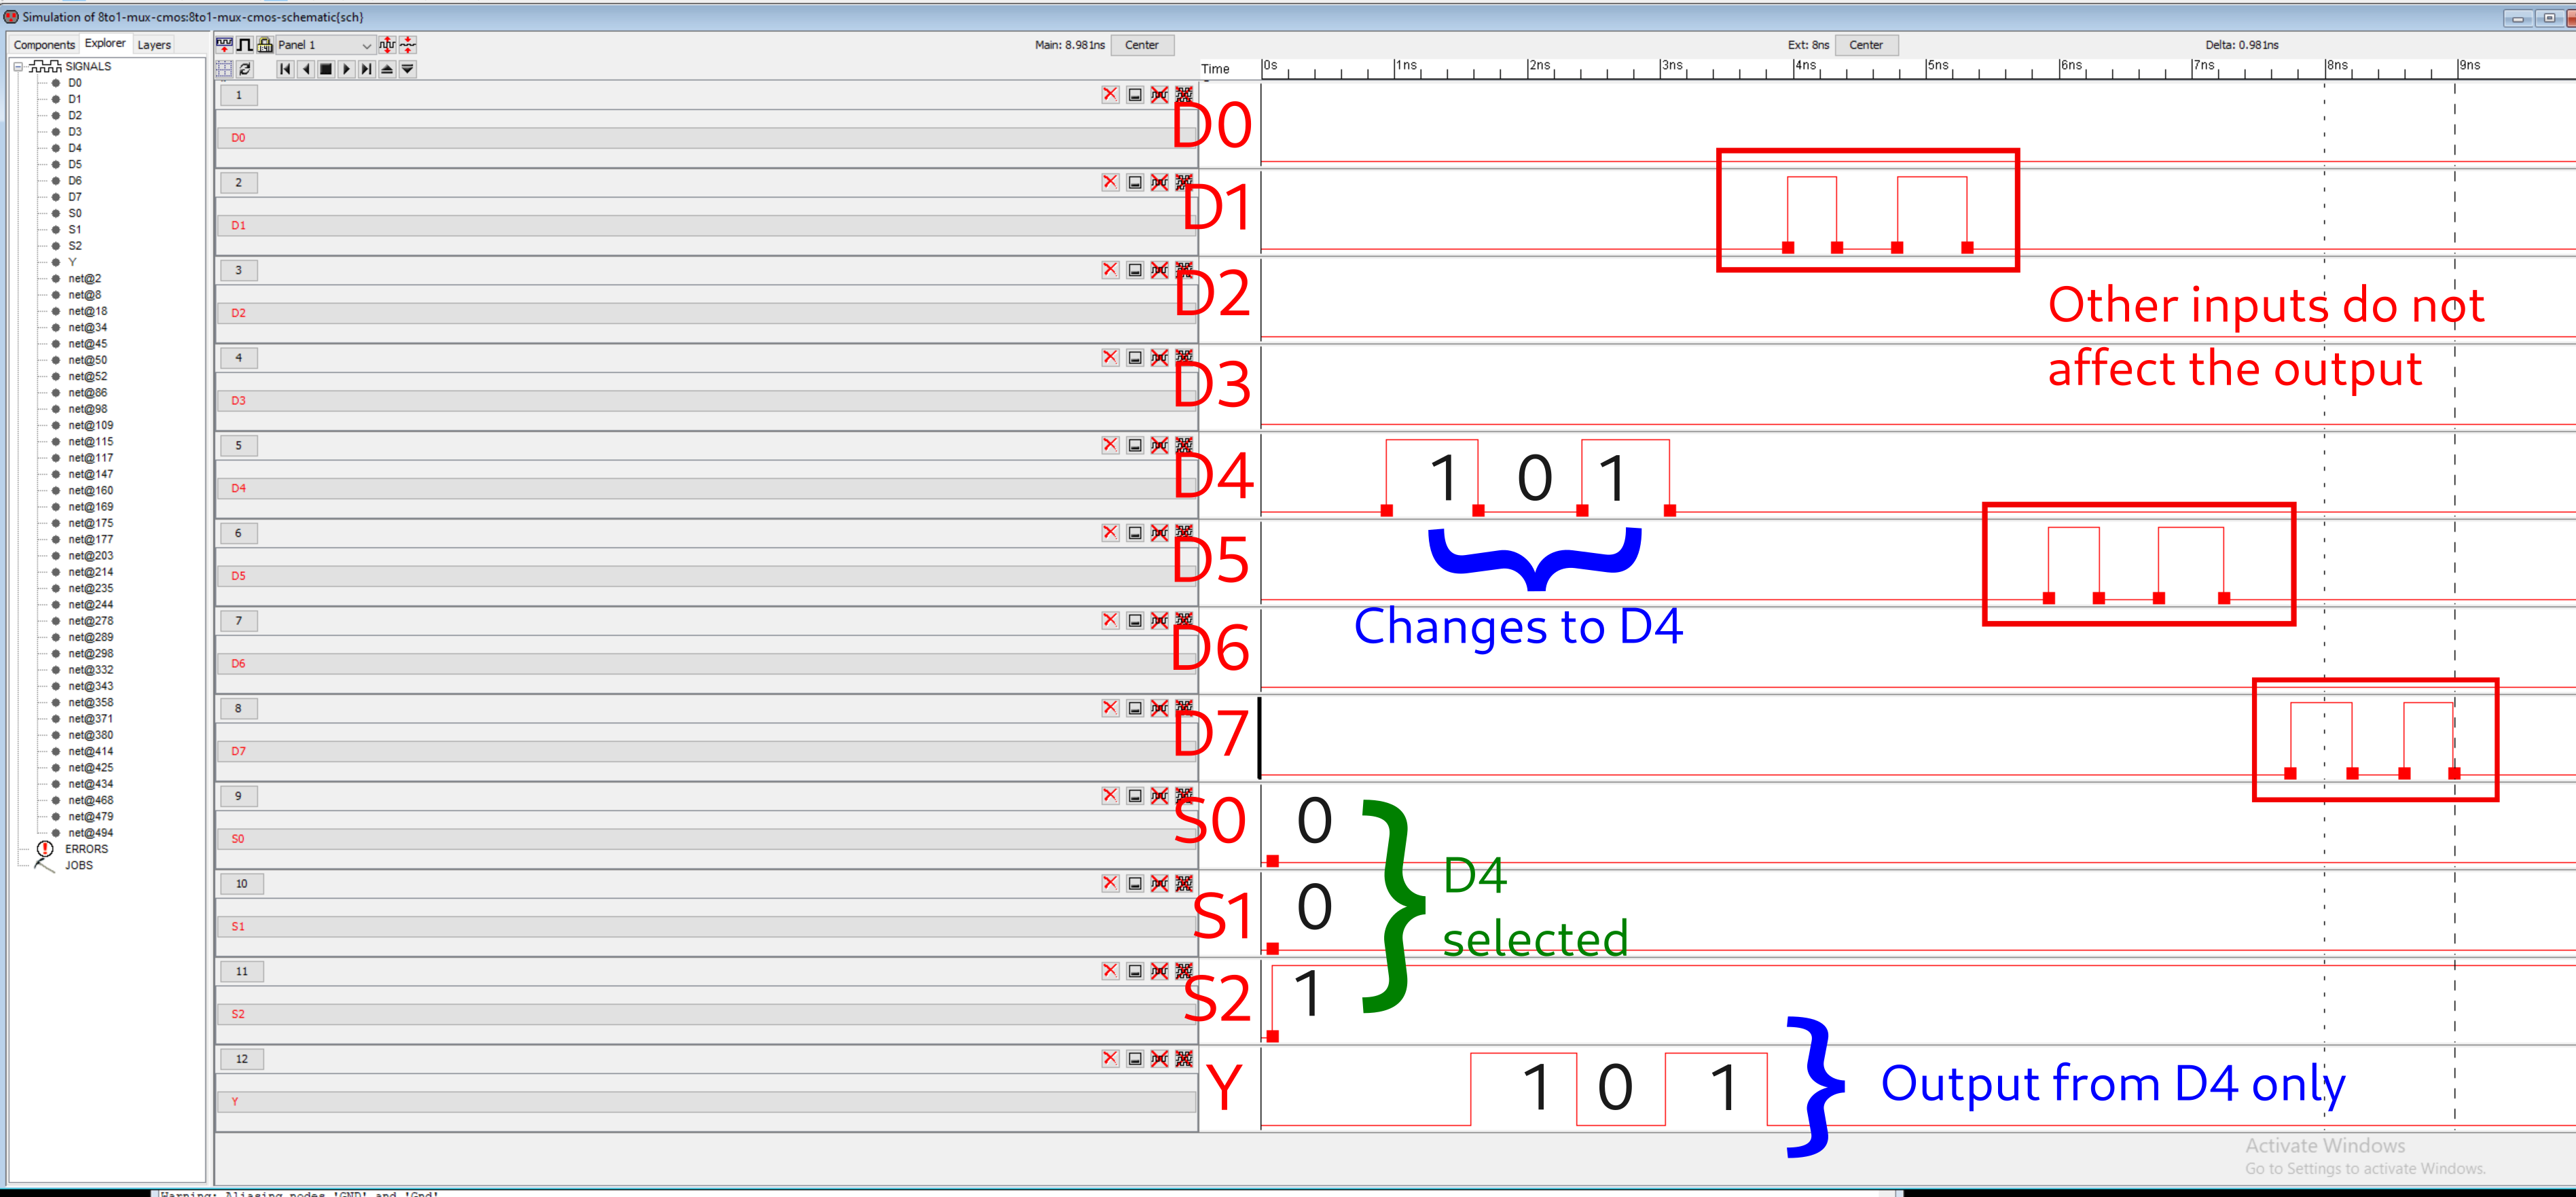 Simulation of 8to1-mux-cmos:8to1-mux-cmos-schematic{sch}
Components Explorer Layers
Panel 1
Main: 8.981ns Center
Ext: 8ns Center
Delta: 0.981ns
Time 0s 1ns 2ns 3ns 4ns 5ns 6ns 7ns 8ns 9ns
SIGNALS
D0
D1
D2
D3
D4
D5
D6
D7
S0
S1
S2
Y
net@2
net@8
net@18
net@34
net@45
net@50
net@52
net@86
net@98
net@109
net@115
net@117
net@147
net@160
net@169
net@175
net@177
net@203
net@214
net@235
net@244
net@278
net@289
net@298
net@332
net@343
net@358
net@371
net@380
net@414
net@425
net@434
net@468
net@479
net@494
ERRORS
JOBS
1
D0
D0
2
D1
D1
3
D2
D2
Other inputs do not
affect the output
4
D3
D3
5
D4
D4
1 0 1
6
D5
D5
Changes to D4
7
D6
D6
8
D7
D7
9
S0
S0
0
10
S1
S1
0
D4
selected
11
S2
S2
1
12
Y
Y
1 0 1
Output from D4 only
Activate Windows
Go to Settings to activate Windows.
Warning: Aliasing nodes 'GND' and 'Gnd'